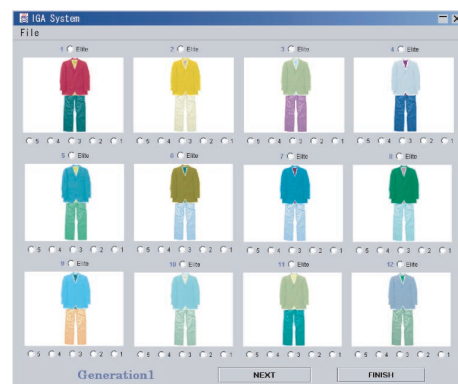 IGA System
File
1 Elite 2 Elite 3 Elite 4 Elite
5 4 3 2 1 5 4 3 2 1 5 4 3 2 1 5 4 3 2 1
5 Elite 6 Elite 7 Elite 8 Elite
5 4 3 2 1 5 4 3 2 1 5 4 3 2 1 5 4 3 2 1
9 Elite 10 Elite 11 Elite 12 Elite
5 4 3 2 1 5 4 3 2 1 5 4 3 2 1 5 4 3 2 1
Generation1 NEXT FINISH